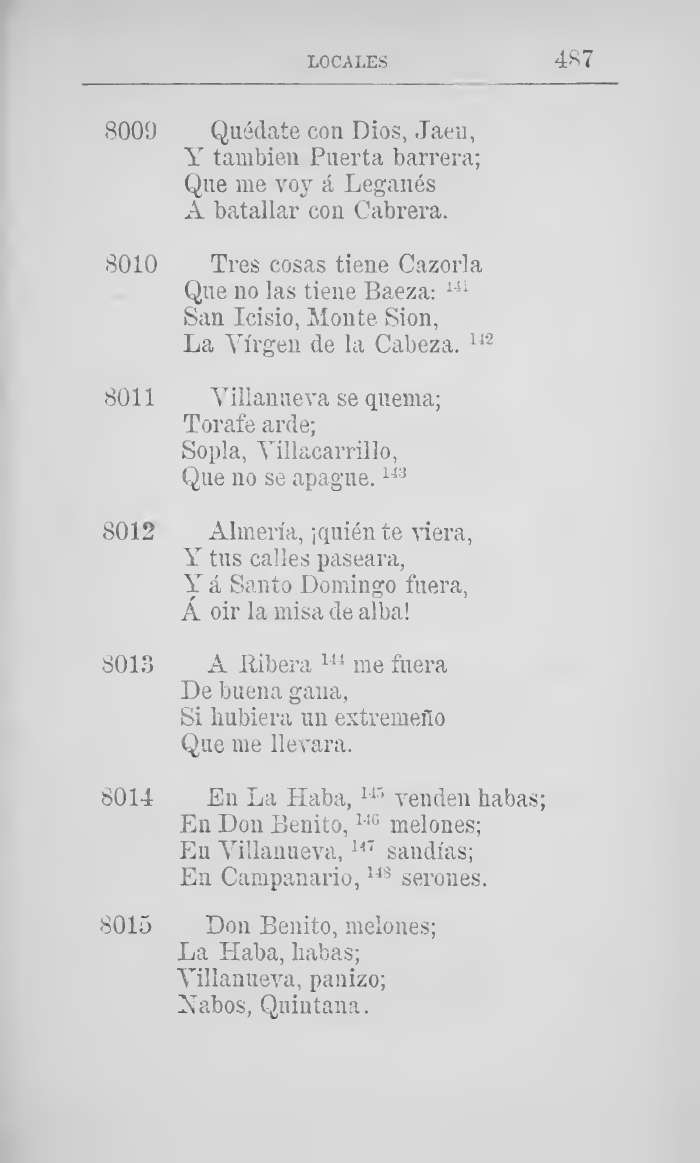 LOCALES 487
8009 Quédate con Dios, Jaen,
Y tambien Puerta barrera;
Que me voy á Leganés
A batallar con Cabrera.
8010 Tres cosas tiene Cazorla
Que no las tiene Baeza: 141
San Icisio, Monte Sion,
La Vírgen de la Cabeza. 142
8011 Villanueva se quema;
Torafe arde;
Sopla, Villacarrillo,
Que no se apague. 143
8012 Almería, ¡quién te viera,
Y tus calles paseara,
Y á Santo Domingo fuera,
Á oir la misa de alba!
8013 A Ribera 144 me fuera
De buena gana,
Si hubiera un extremeño
Que me llevara.
8014 En La Haba, 145 venden habas;
En Don Benito, 146 melones;
En Villanueva, 147 sandías;
En Campanario, 148 serones.
8015 Don Benito, melones;
La Haba, habas;
Villanueva, panizo;
Nabos, Quintana.